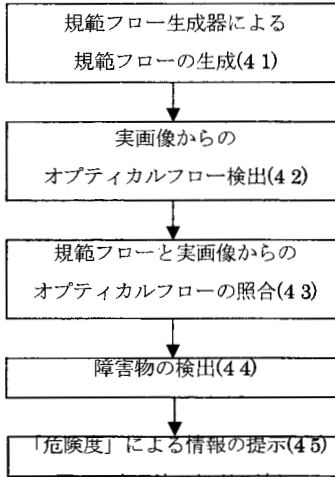 規範フロー生成器による
規範フローの生成(41)
実画像からの
オプティカルフロー検出(42)
規範フローと実画像からの
オプティカルフローの照合(43)
障害物の検出(44)
「危険度」による情報の提示(45)